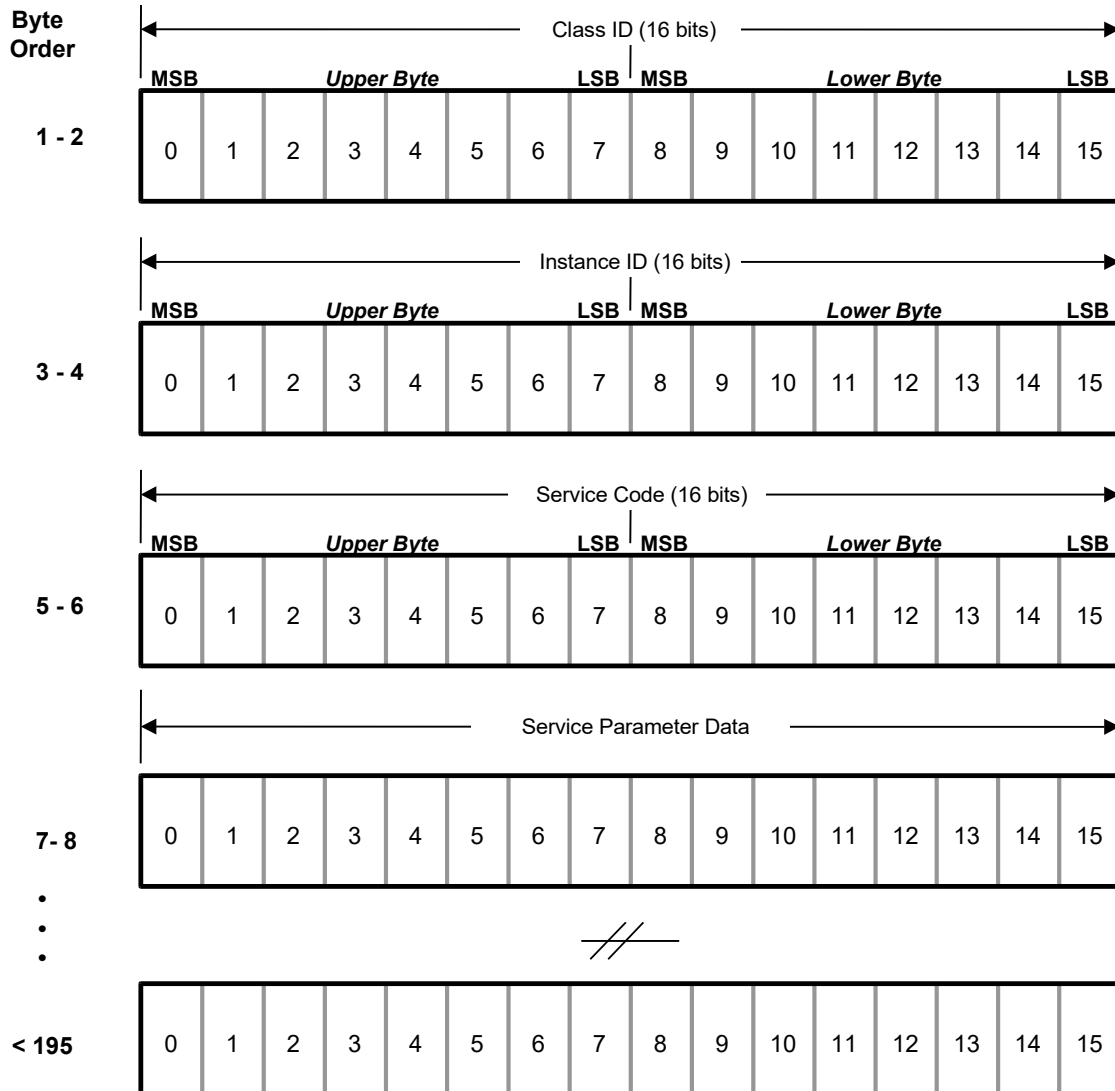 Byte
Order
Class ID (16 bits)
MSB Upper Byte LSB MSB Lower Byte LSB
1 - 2
0 1 2 3 4 5 6 7 8 9 10 11 12 13 14 15
Instance ID (16 bits)
MSB Upper Byte LSB MSB Lower Byte LSB
3 - 4
0 1 2 3 4 5 6 7 8 9 10 11 12 13 14 15
Service Code (16 bits)
MSB Upper Byte LSB MSB Lower Byte LSB
5 - 6
0 1 2 3 4 5 6 7 8 9 10 11 12 13 14 15
Service Parameter Data
7- 8
0 1 2 3 4 5 6 7 8 9 10 11 12 13 14 15
•
•
•
< 195
0 1 2 3 4 5 6 7 8 9 10 11 12 13 14 15